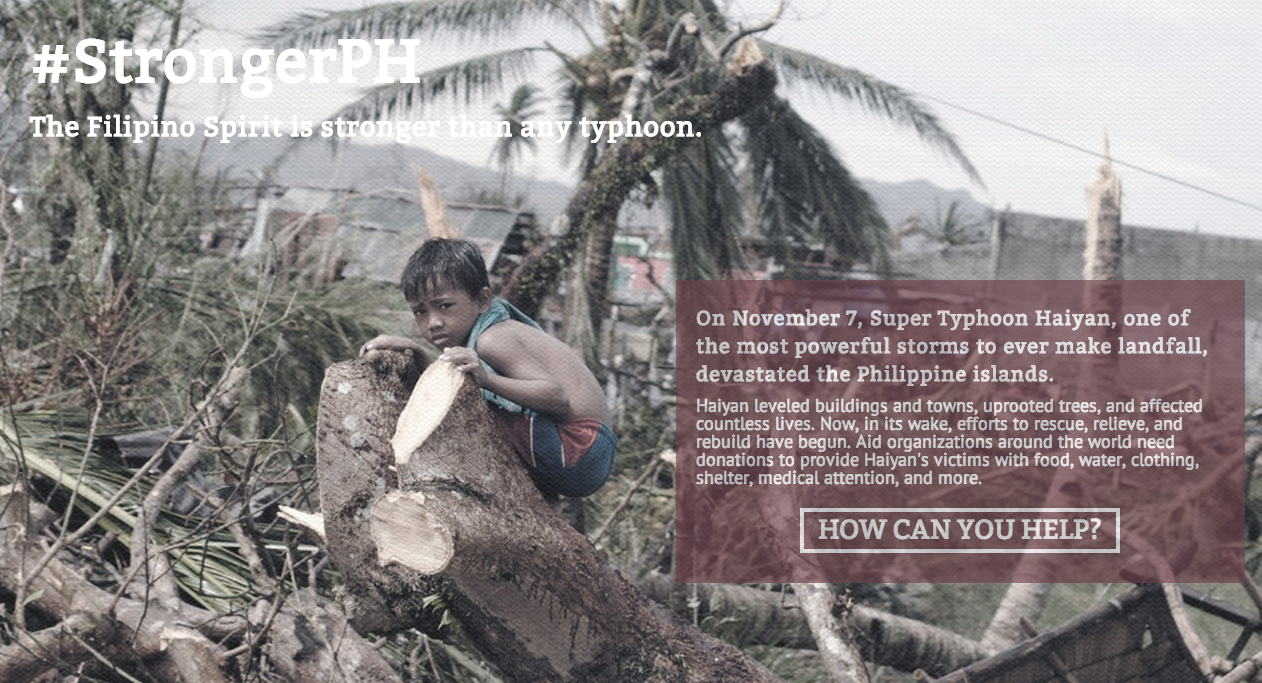 #StrongerPH
The Filipino Spirit is stronger than any typhoon.
On November 7, Super Typhoon Haiyan, one of
the most powerful storms to ever make landfall,
devastated the Philippine islands.
Haiyan leveled buildings and towns, uprooted trees, and affected
countless lives. Now, in its wake, efforts to rescue, relieve, and
rebuild have begun. Aid organizations around the world need
donations to provide Haiyan's victims with food, water, clothing,
shelter, medical attention, and more.
HOW CAN YOU HELP?